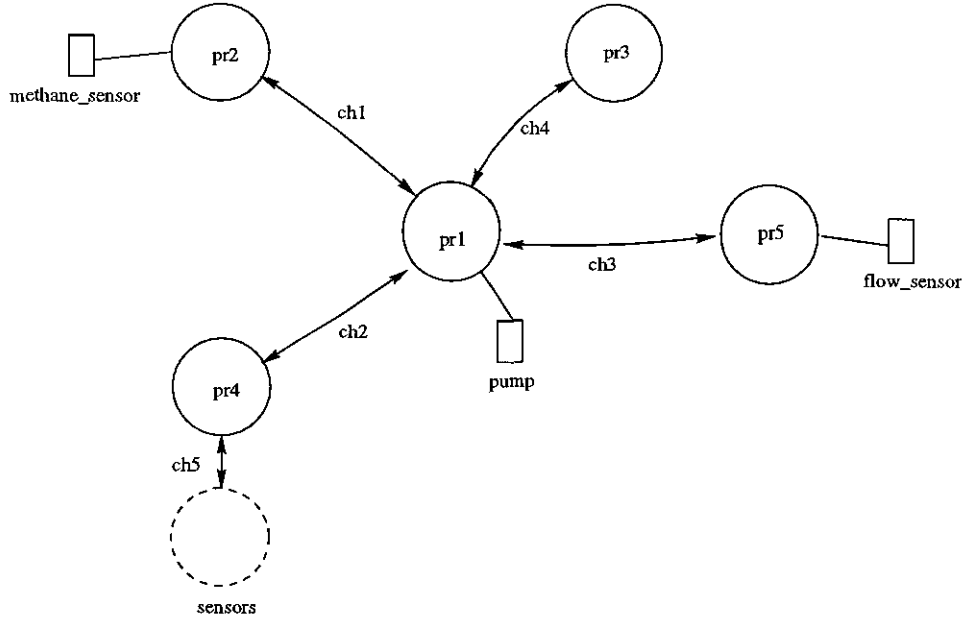 pr2
pr3
methane_sensor
ch1
ch4
pr1
pr5
ch3
flow_sensor
ch2
pump
pr4
ch5
sensors